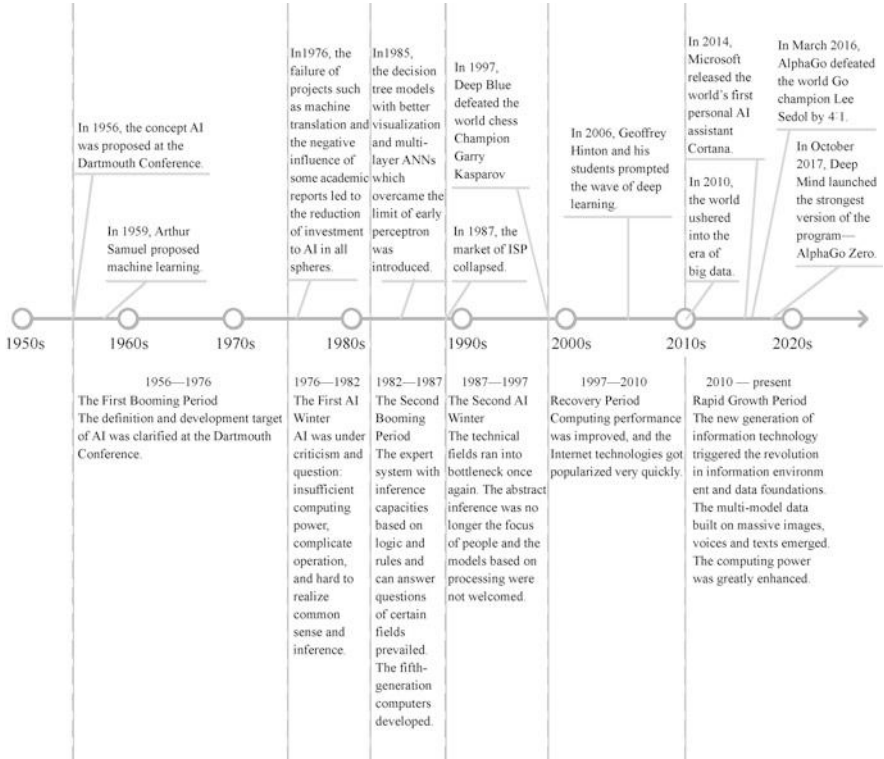 In 1956, the concept AI
was proposed at the
Dartmouth Conference.
In 1959, Arthur
Samuel proposed
machine learning.
In1976, the
failure of
projects such
as machine
translation and
the negative
influence of
some academic
reports led to
the reduction
of investment
to AI in all
spheres.
In1985,
the decision
tree models
with better
visualization
and multi-
layer ANNs
which
overcame the
limit of early
perceptron
was
introduced.
In 1997,
Deep Blue
defeated the
world chess
Champion
Garry
Kasparov
In 1987, the
market of ISP
collapsed.
In 2006, Geoffrey
Hinton and his
students prompted
the wave of deep
learning.
In 2014,
Microsoft
released the
world's first
personal AI
assistant
Cortana.
In 2010,
the world
ushered
into the
era of
big data.
In March 2016,
AlphaGo defeated
the world Go
champion Lee
Sedol by 4:1.
In October
2017, Deep
Mind launched
the strongest
version of the
program—
AlphaGo Zero.
1950s
1960s
1970s
1980s
1990s
2000s
2010s
2020s
1956—1976
The First Booming Period
The definition and development target
of AI was clarified at the Dartmouth
Conference.
1976—1982
The First AI
Winter
AI was under
criticism and
question:
insufficient
computing
power,
complicate
operation,
and hard to
realize
common
sense and
inference.
1982—1987
The Second
Booming
Period
The expert
system with
inference
capacities
based on
logic and
rules and
can answer
questions
of certain
fields
prevailed.
The fifth-
generation
computers
developed.
1987—1997
The Second AI
Winter
The technical
fields ran into
bottleneck once
again. The abstract
inference was no
longer the focus
of people and the
models based on
processing were
not welcomed.
1997—2010
Recovery Period
Computing performance
was improved, and the
Internet technologies got
popularized very quickly.
2010 — present
Rapid Growth Period
The new generation of
information technology
triggered the revolution
in information environm
ent and data foundations.
The multi-model data
built on massive images,
voices and texts emerged.
The computing power
was greatly enhanced.